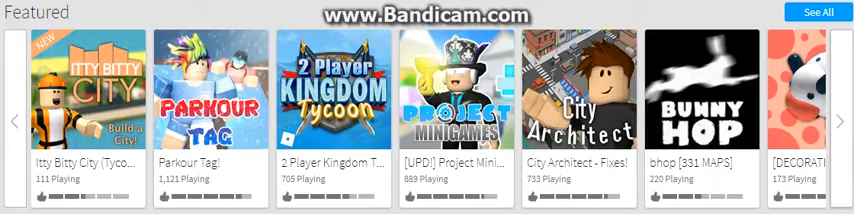 www.Bandicam.com
Featured
See All
NEW
ITTY BITTY
CITY
Build a
City!
Itty Bitty City (Tyco...
111 Playing
PARKOUR
TAG
Parkour Tag!
1,121 Playing
2 Player
KINGDOM
Tycoon
2 Player Kingdom T...
705 Playing
PROJECT
MINIGAMES
[UPD!] Project Mini...
889 Playing
City
Architect
City Architect - Fixes!
733 Playing
BUNNY
HOP
bhop [331 MAPS]
220 Playing
[DECORATI
173 Playing